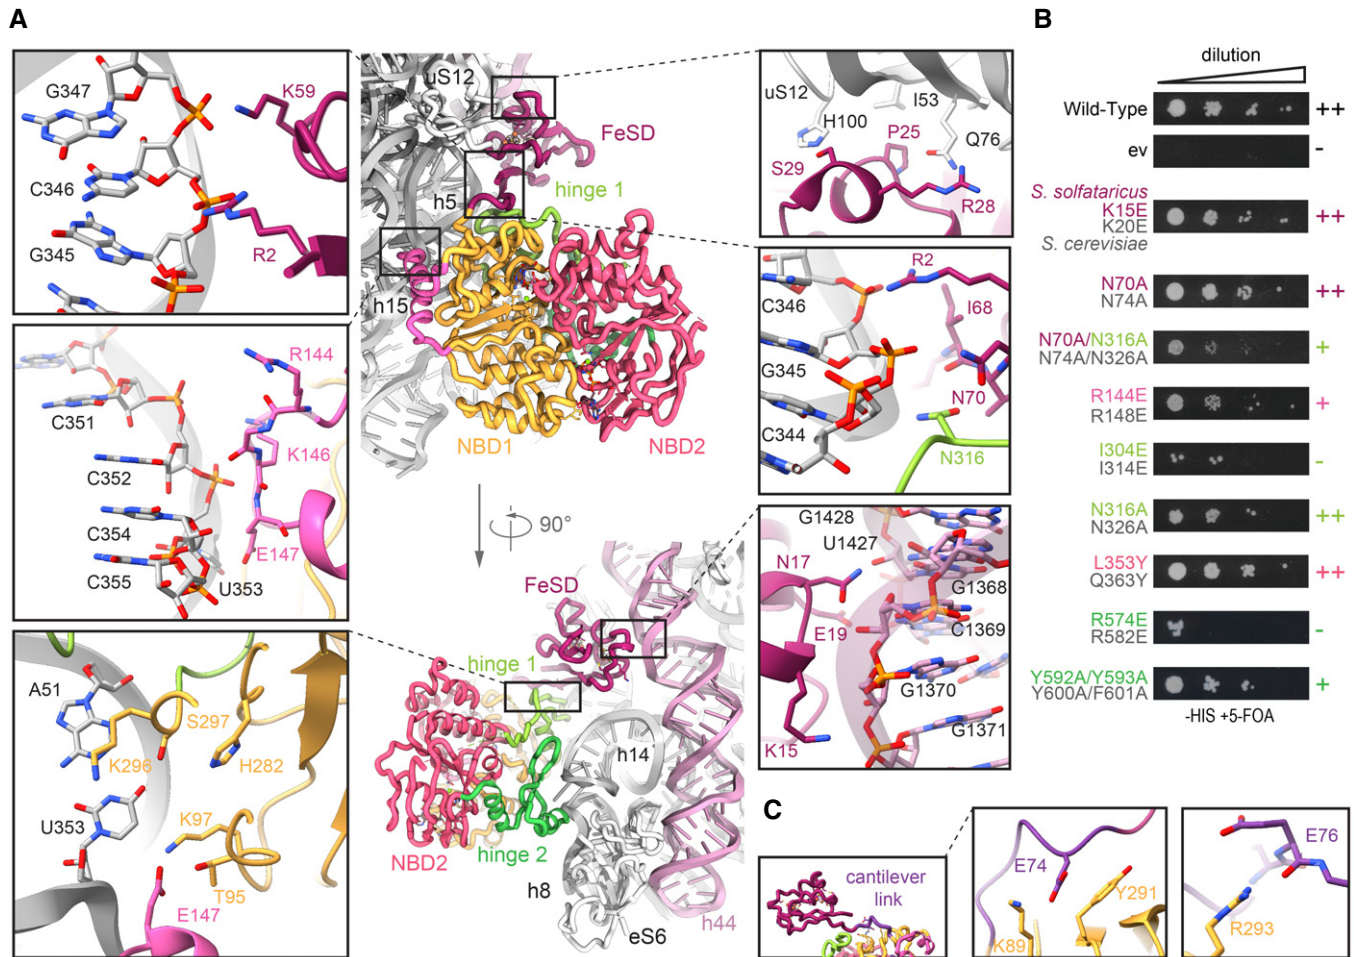 A
G347
K59
C346
G345
R2
R144
C351
K146
C352
C354
C355
E147
U353
A51
S297
K296
H282
U353
K97
T95
E147
uS12
FeSD
h5
hinge 1
h15
NBD1
NBD2
90°
FeSD
hinge 1
h14
NBD2
hinge 2
h8
eS6
h44
uS12
I53
H100
P25
Q76
S29
R28
R2
C346
I68
G345
N70
C344
N316
G1428
U1427
N17
G1368
E19
C1369
G1370
G1371
K15
B
dilution
Wild-Type ++
ev -
S. solfataricus
K15E ++
K20E
S. cerevisiae
N70A ++
N74A
N70A/N316A +
N74A/N326A
R144E +
R148E
I304E -
I314E
N316A ++
N326A
L353Y ++
Q363Y
R574E -
R582E
Y592A/Y593A +
Y600A/F601A
-HIS +5-FOA
C
cantilever
link
E74
Y291
K89
E76
R293